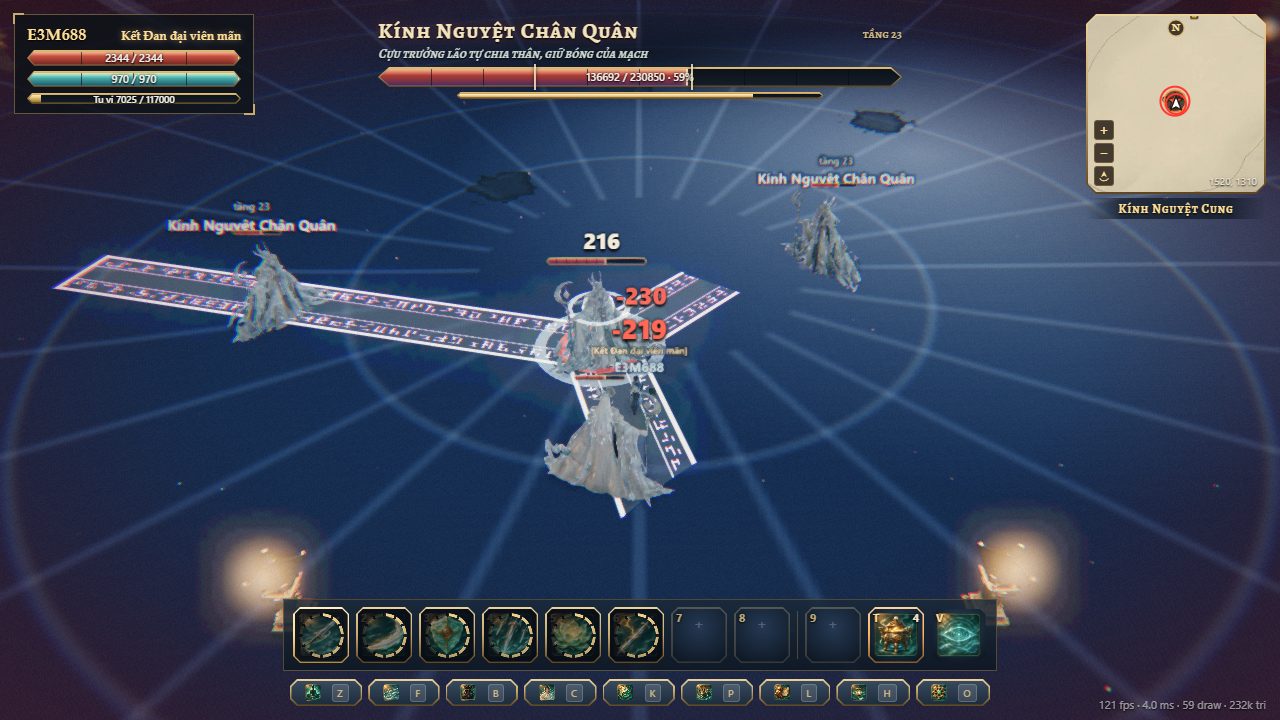 E3M688
Kết Đan đại viên mãn
2344 / 2344
970 / 970
Tu vi 7025 / 117000
Kính Nguyệt Chân Quân
TẦNG 23
Cựu trưởng lão tự chia thân, giữ bóng của mạch
136692 / 230850 · 59%
N
+
−
1520, 1310
Kính Nguyệt Cung
tầng 23
Kính Nguyệt Chân Quân
tầng 23
Kính Nguyệt Chân Quân
216
-230
-219
[Kết Đan đại viên mãn]
E3M688
7
+
8
+
9
+
T
4
V
Z
F
B
C
K
P
L
H
O
121 fps · 4.0 ms · 59 draw · 232k tri